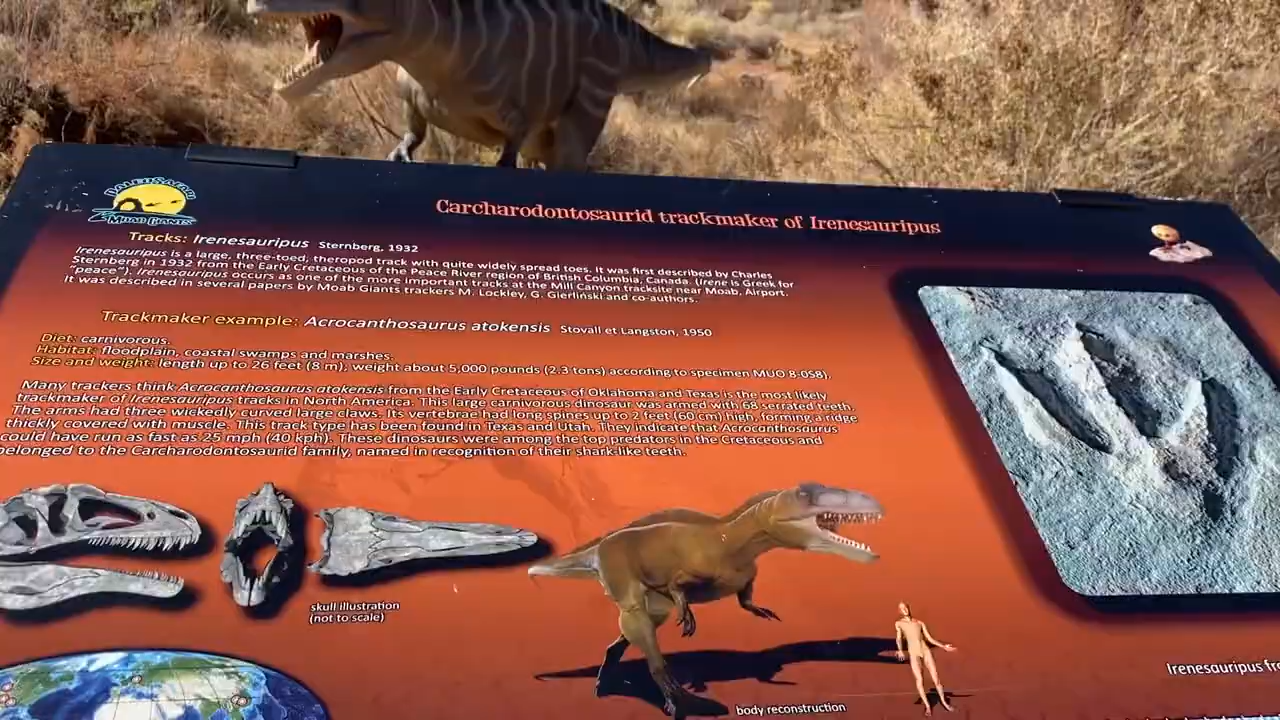 PALEOSAFARI
MOAB GIANTS
Carcharodontosaurid trackmaker of Irenesauripus
Tracks: Irenesauripus Sternberg, 1932
Irenesauripus is a large, three-toed, theropod track with quite widely spread toes. It was first described by Charles
Sternberg in 1932 from the Early Cretaceous of the Peace River region of British Columbia, Canada. (Irene is Greek for
"peace"). Irenesauripus occurs as one of the more important tracks at the Mill Canyon tracksite near Moab, Airport.
It was described in several papers by Moab Giants trackers M. Lockley, G. Gierliński and co-authors.
Trackmaker example: Acrocanthosaurus atokensis Stovall et Langston, 1950
Diet: carnivorous.
Habitat: floodplain, coastal swamps and marshes.
Size and weight: length up to 26 feet (8 m); weight about 5,000 pounds (2.3 tons) according to specimen MUO 8-058).
Many trackers think Acrocanthosaurus atokensis from the Early Cretaceous of Oklahoma and Texas is the most likely
trackmaker of Irenesauripus tracks in North America. This large carnivorous dinosaur was armed with 68 serrated teeth.
The arms had three wickedly curved large claws. Its vertebrae had long spines up to 2 feet (60 cm) high, forming a ridge
thickly covered with muscle. This track type has been found in Texas and Utah. They indicate that Acrocanthosaurus
could have run as fast as 25 mph (40 kph). These dinosaurs were among the top predators in the Cretaceous and
belonged to the Carcharodontosaurid family, named in recognition of their shark-like teeth.
skull illustration
(not to scale)
body reconstruction
Irenesauripus fr